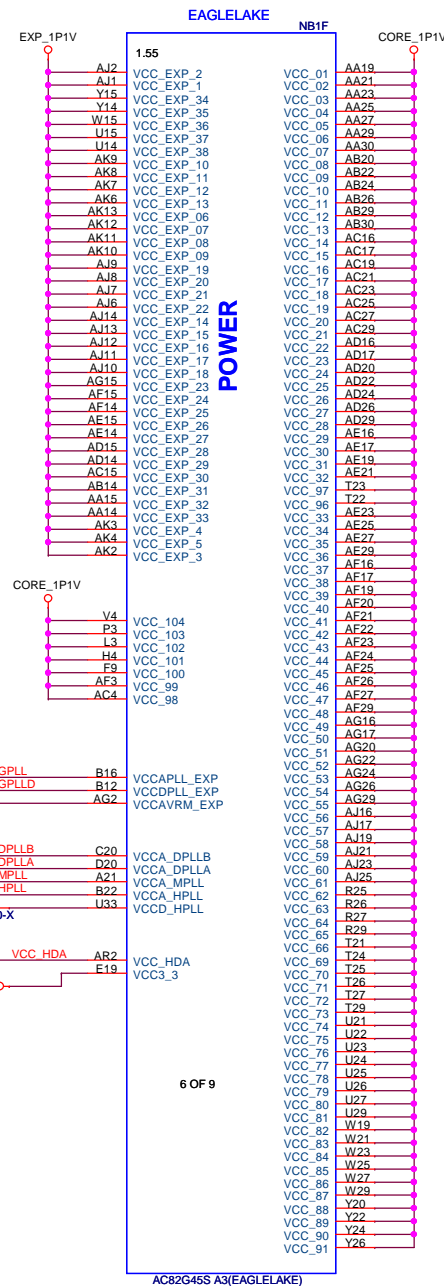 EAGLELAKE
NB1F
EXP_1P1V
CORE_1P1V
1.55
AJ2 VCC_EXP_2
AJ1 VCC_EXP_1
Y15 VCC_EXP_34
Y14 VCC_EXP_35
W15 VCC_EXP_36
U15 VCC_EXP_37
U14 VCC_EXP_38
AK9 VCC_EXP_10
AK8 VCC_EXP_11
AK7 VCC_EXP_12
AK6 VCC_EXP_13
AK13 VCC_EXP_06
AK12 VCC_EXP_07
AK11 VCC_EXP_08
AK10 VCC_EXP_09
AJ9 VCC_EXP_19
AJ8 VCC_EXP_20
AJ7 VCC_EXP_21
AJ6 VCC_EXP_22
AJ14 VCC_EXP_14
AJ13 VCC_EXP_15
AJ12 VCC_EXP_16
AJ11 VCC_EXP_17
AJ10 VCC_EXP_18
AG15 VCC_EXP_23
AF15 VCC_EXP_24
AF14 VCC_EXP_25
AE15 VCC_EXP_26
AE14 VCC_EXP_27
AD15 VCC_EXP_28
AD14 VCC_EXP_29
AC15 VCC_EXP_30
AB14 VCC_EXP_31
AA15 VCC_EXP_32
AA14 VCC_EXP_33
AK3 VCC_EXP_4
AK4 VCC_EXP_5
AK2 VCC_EXP_3
CORE_1P1V
V4 VCC_104
P3 VCC_103
L3 VCC_102
H4 VCC_101
F9 VCC_100
AF3 VCC_99
AC4 VCC_98
GPLL B16 VCCAPLL_EXP
GPLLD B12 VCCDPLL_EXP
AG2 VCCAVRM_EXP
DPLLB C20 VCCA_DPLLB
DPLLA D20 VCCA_DPLLA
MPLL A21 VCCA_MPLL
HPLL B22 VCCA_HPLL
U33 VCCD_HPLL
0-X
VCC_HDA AR2 VCC_HDA
E19 VCC3_3
POWER
VCC_01 AA19
VCC_02 AA21
VCC_03 AA23
VCC_04 AA25
VCC_05 AA27
VCC_06 AA29
VCC_07 AA30
VCC_08 AB20
VCC_09 AB22
VCC_10 AB24
VCC_11 AB26
VCC_12 AB29
VCC_13 AB30
VCC_14 AC16
VCC_15 AC17
VCC_16 AC19
VCC_17 AC21
VCC_18 AC23
VCC_19 AC25
VCC_20 AC27
VCC_21 AC29
VCC_22 AD16
VCC_23 AD17
VCC_24 AD20
VCC_25 AD22
VCC_26 AD24
VCC_27 AD26
VCC_28 AD29
VCC_29 AE16
VCC_30 AE17
VCC_31 AE19
VCC_32 AE21
VCC_97 T23
VCC_96 T22
VCC_33 AE23
VCC_34 AE25
VCC_35 AE27
VCC_36 AE29
VCC_37 AF16
VCC_38 AF17
VCC_39 AF19
VCC_40 AF20
VCC_41 AF21
VCC_42 AF22
VCC_43 AF23
VCC_44 AF24
VCC_45 AF25
VCC_46 AF26
VCC_47 AF27
VCC_48 AF29
VCC_49 AG16
VCC_50 AG17
VCC_51 AG20
VCC_52 AG22
VCC_53 AG24
VCC_54 AG26
VCC_55 AG29
VCC_56 AJ16
VCC_57 AJ17
VCC_58 AJ19
VCC_59 AJ21
VCC_60 AJ23
VCC_61 AJ25
VCC_62 R25
VCC_63 R26
VCC_64 R27
VCC_65 R29
VCC_66 T21
VCC_69 T24
VCC_70 T25
VCC_71 T26
VCC_72 T27
VCC_73 T29
VCC_74 U21
VCC_75 U22
VCC_76 U23
VCC_77 U24
VCC_78 U25
VCC_79 U26
VCC_80 U27
VCC_81 U29
VCC_82 W19
VCC_83 W21
VCC_84 W23
VCC_85 W25
VCC_86 W27
VCC_87 W29
VCC_88 Y20
VCC_89 Y22
VCC_90 Y24
VCC_91 Y26
6 OF 9
AC82G45S A3(EAGLELAKE)